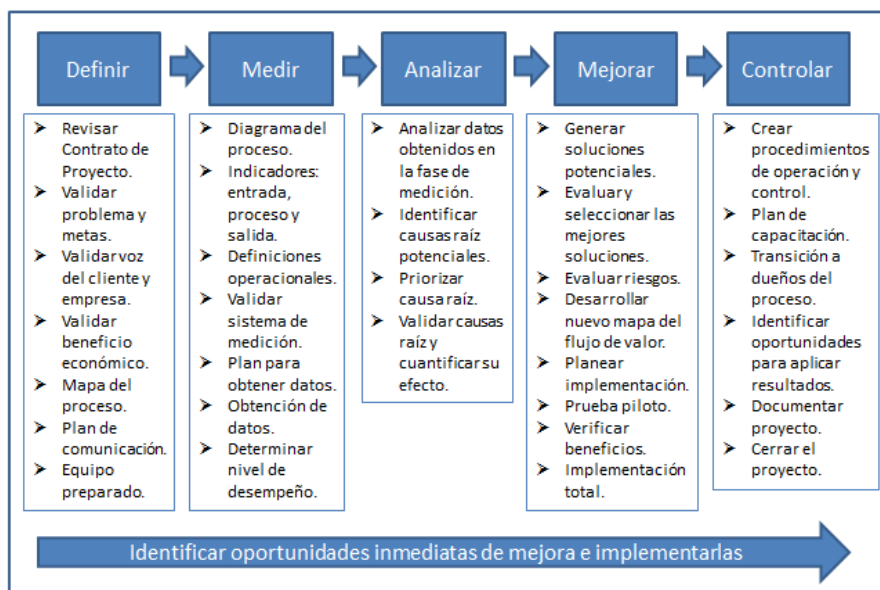 Definir
Medir
Analizar
Mejorar
Controlar
➤ Revisar
Contrato de
Proyecto.
➤ Validar
problema y
metas.
➤ Validar voz
del cliente y
empresa.
➤ Validar
beneficio
económico.
➤ Mapa del
proceso.
➤ Plan de
comunicación.
➤ Equipo
preparado.
➤ Diagrama del
proceso.
➤ Indicadores:
entrada,
proceso y
salida.
➤ Definiciones
operacionales.
➤ Validar
sistema de
medición.
➤ Plan para
obtener datos.
➤ Obtención de
datos.
➤ Determinar
nivel de
desempeño.
➤ Analizar datos
obtenidos en
la fase de
medición.
➤ Identificar
causas raíz
potenciales.
➤ Priorizar
causa raíz.
➤ Validar causas
raíz y
cuantificar su
efecto.
➤ Generar
soluciones
potenciales.
➤ Evaluar y
seleccionar las
mejores
soluciones.
➤ Evaluar riesgos.
➤ Desarrollar
nuevo mapa del
flujo de valor.
➤ Planear
implementación.
➤ Prueba piloto.
➤ Verificar
beneficios.
➤ Implementación
total.
➤ Crear
procedimientos
de operación y
control.
➤ Plan de
capacitación.
➤ Transición a
dueños del
proceso.
➤ Identificar
oportunidades
para aplicar
resultados.
➤ Documentar
proyecto.
➤ Cerrar el
proyecto.
Identificar oportunidades inmediatas de mejora e implementarlas